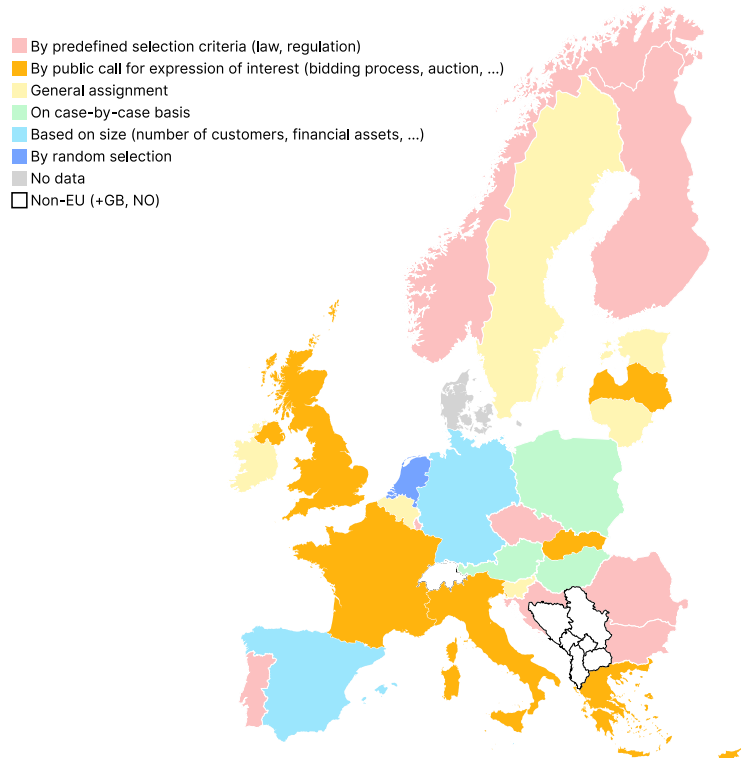 By predefined selection criteria (law, regulation)
By public call for expression of interest (bidding process, auction, ...)
General assignment
On case-by-case basis
Based on size (number of customers, financial assets, ...)
By random selection
No data
Non-EU (+GB, NO)